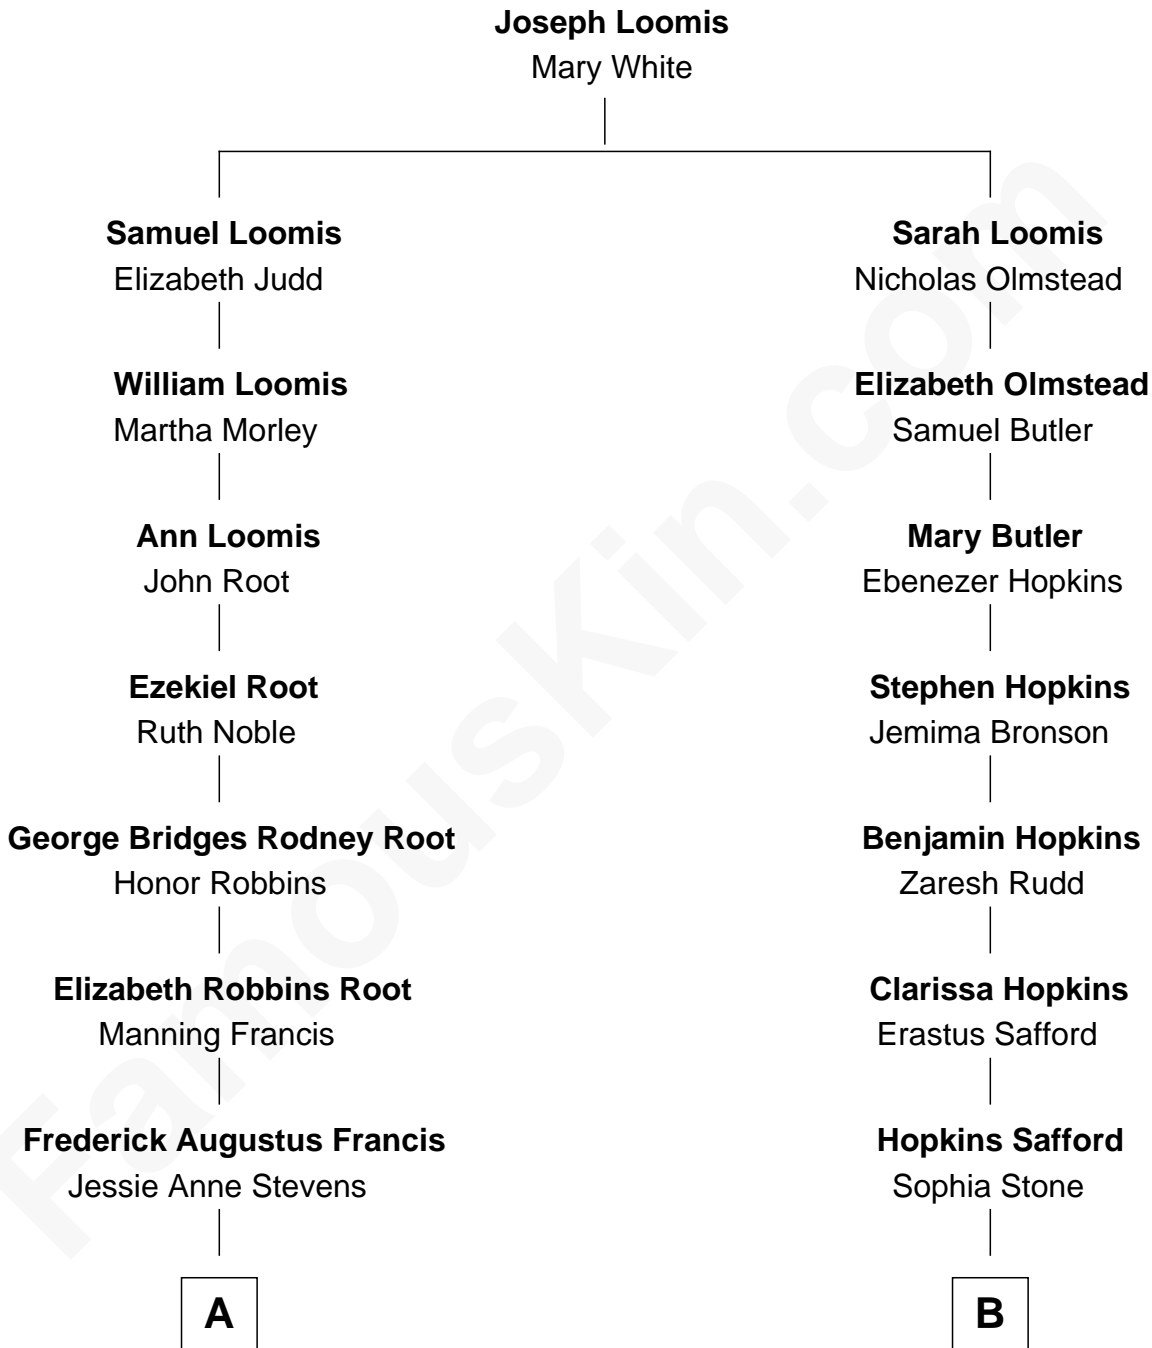 Joseph Loomis
Mary White
Samuel Loomis
Elizabeth Judd
William Loomis
Martha Morley
Ann Loomis
John Root
Ezekiel Root
Ruth Noble
George Bridges Rodney Root
Honor Robbins
Elizabeth Robbins Root
Manning Francis
Frederick Augustus Francis
Jessie Anne Stevens
A
Sarah Loomis
Nicholas Olmstead
Elizabeth Olmstead
Samuel Butler
Mary Butler
Ebenezer Hopkins
Stephen Hopkins
Jemima Bronson
Benjamin Hopkins
Zaresh Rudd
Clarissa Hopkins
Erastus Safford
Hopkins Safford
Sophia Stone
B
FamousKin.com